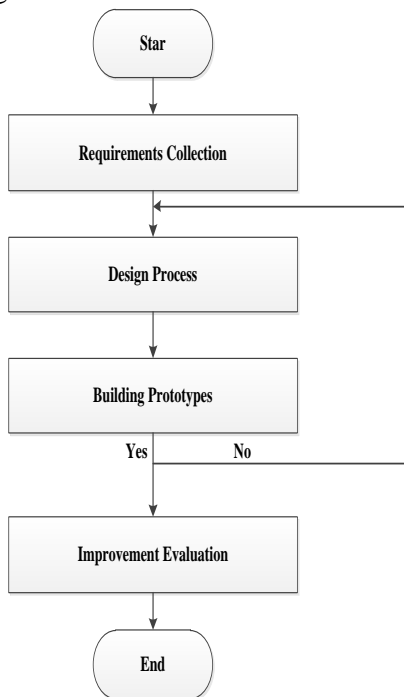 Star
Requirements Collection
Design Process
Building Prototypes
Yes No
Improvement Evaluation
End